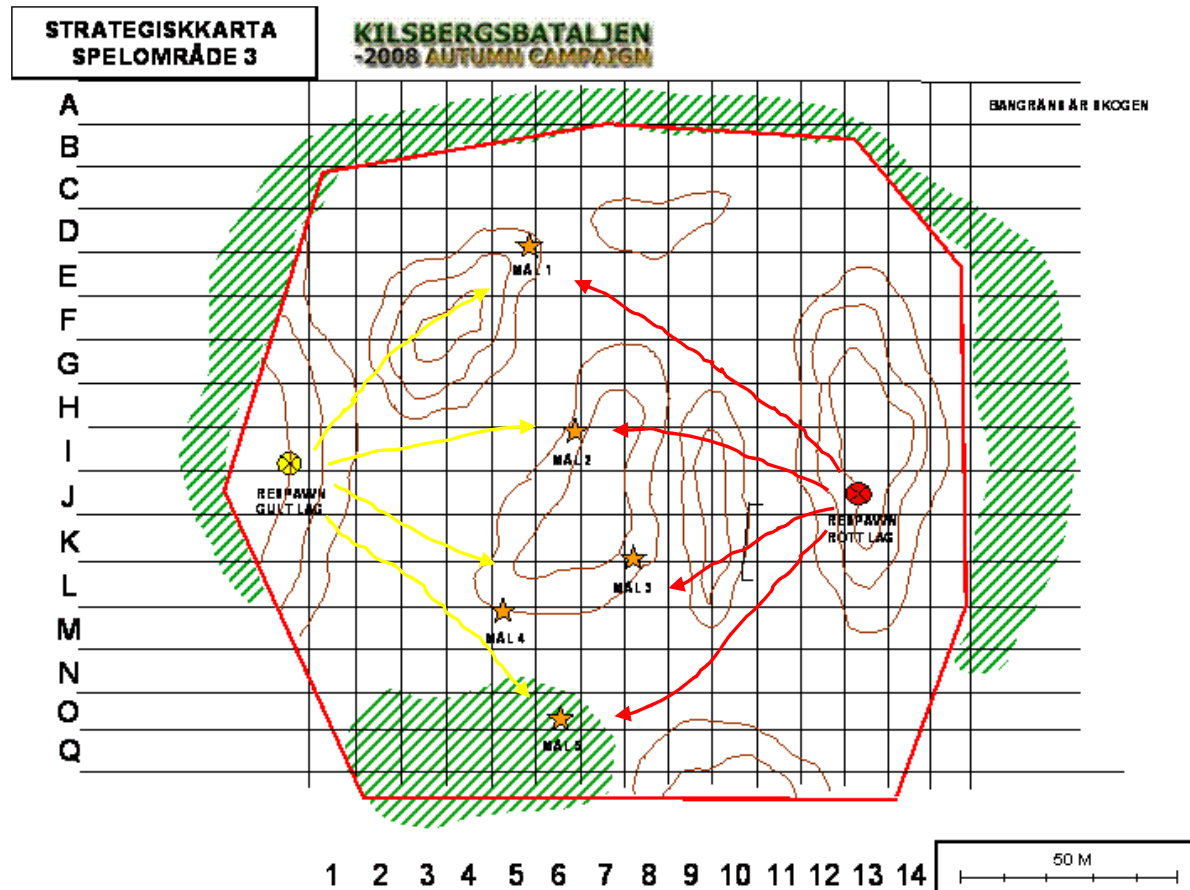 STRATEGISKKARTA
SPELOMRÅDE 3
KILSBERGSBATALJEN
-2008 AUTUMN CAMPAIGN
BANGRÄNS ÄR SKOGEN
A
B
C
D
E
F
G
H
I
J
K
L
M
N
O
Q
MÅL 1
MÅL 2
RESPAWN
GULT LAG
RESPAWN
RÖTT LAG
MÅL 3
MÅL 4
MÅL 5
1 2 3 4 5 6 7 8 9 10 11 12 13 14
50 M